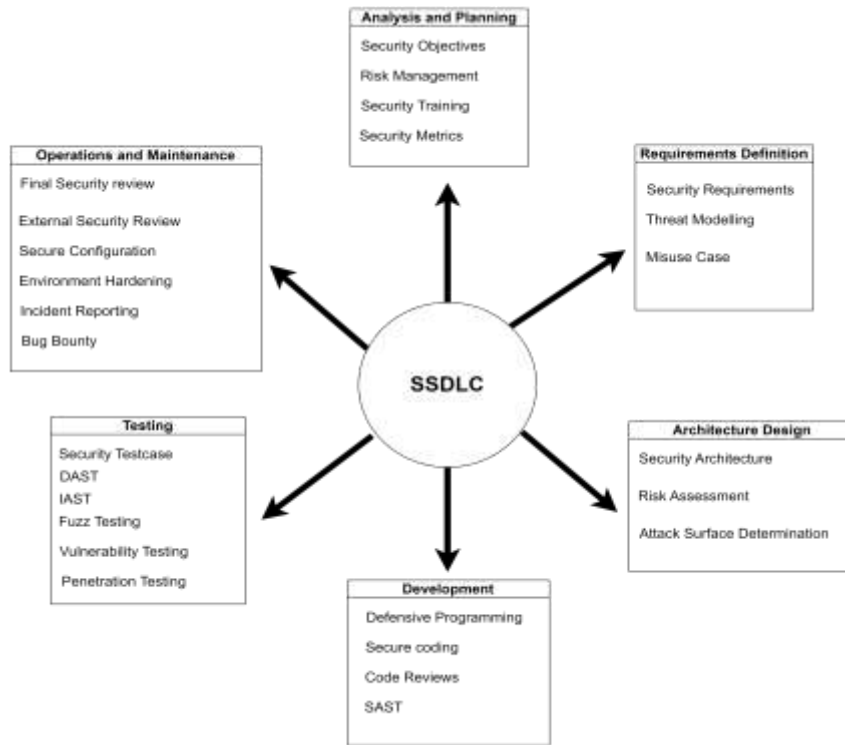 Analysis and Planning
Security Objectives
Risk Management
Security Training
Security Metrics
Operations and Maintenance
Final Security review
External Security Review
Secure Configuration
Environment Hardening
Incident Reporting
Bug Bounty
Requirements Definition
Security Requirements
Threat Modelling
Misuse Case
SSDLC
Testing
Security Testcase
DAST
IAST
Fuzz Testing
Vulnerability Testing
Penetration Testing
Architecture Design
Security Architecture
Risk Assessment
Attack Surface Determination
Development
Defensive Programming
Secure coding
Code Reviews
SAST